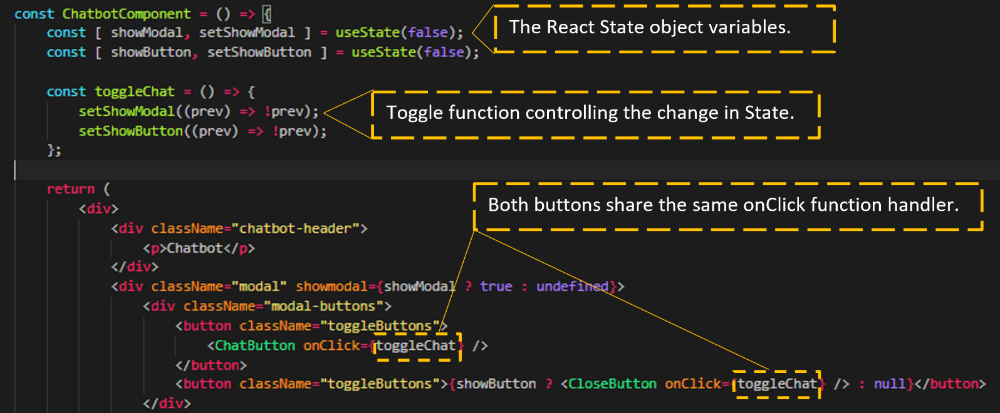 const ChatbotComponent = () => {
const [ showModal, setShowModal ] = useState(false);
The React State object variables.
const [ showButton, setShowButton ] = useState(false);
const toggleChat = () => {
setShowModal((prev) => !prev);
Toggle function controlling the change in State.
setShowButton((prev) => !prev);
};
return (
Both buttons share the same onClick function handler.
<div>
<div className="chatbot-header">
<p>Chatbot</p>
</div>
<div className="modal" showmodal={showModal ? true : undefined}>
<div className="modal-buttons">
<button className="toggleButtons">
<ChatButton onClick={toggleChat} />
</button>
<button className="toggleButtons">{showButton ? <CloseButton onClick={toggleChat} /> : null}</button>
</div>